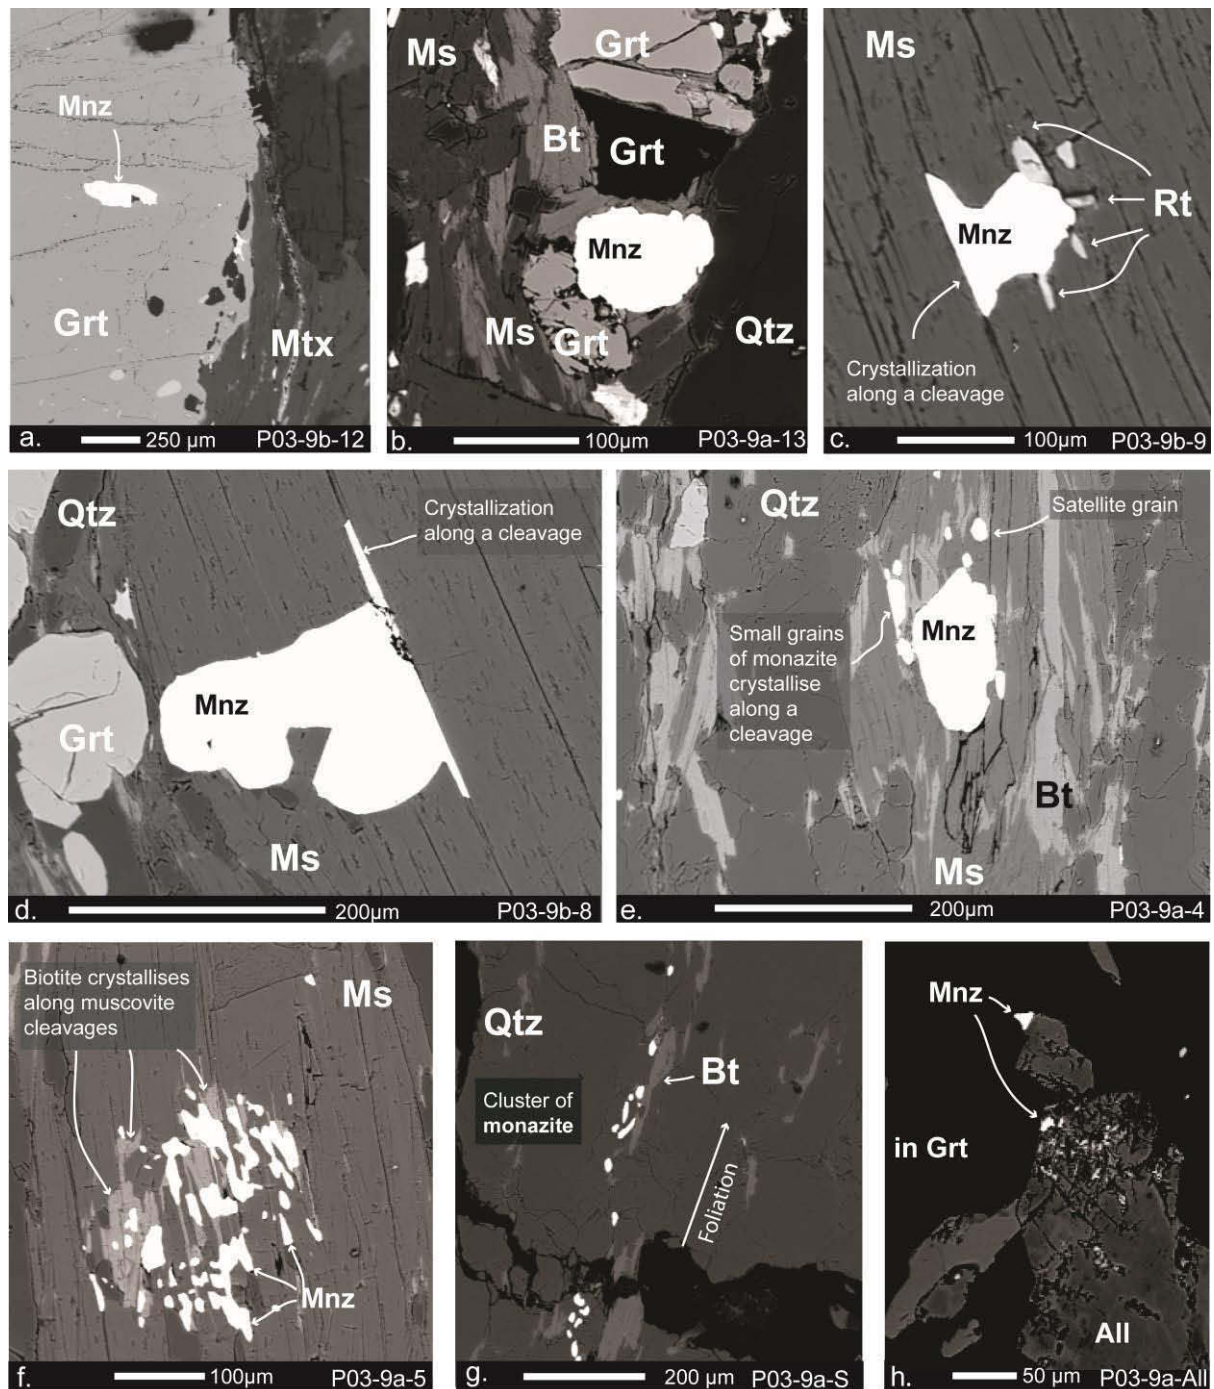 Mnz
Grt
Mtx
a. 250 μm P03-9b-12
Ms
Grt
Bt
Grt
Mnz
Ms
Grt
Qtz
b. 100μm P03-9a-13
Ms
Mnz
Rt
Crystallization
along a cleavage
c. 100μm P03-9b-9
Qtz
Crystallization
along a cleavage
Mnz
Grt
Ms
d. 200μm P03-9b-8
Qtz
Satellite grain
Mnz
Small grains
of monazite
crystallise
along a
cleavage
Bt
Ms
e. 200μm P03-9a-4
Biotite crystallises
along muscovite
cleavages
Ms
Mnz
f. 100μm P03-9a-5
Qtz
Bt
Cluster of
monazite
Foliation
g. 200 μm P03-9a-S
Mnz
in Grt
All
h. 50 μm P03-9a-All